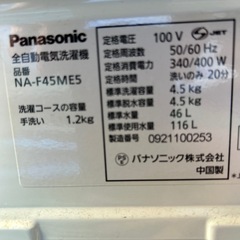 Panasonic
全自動電気洗濯機
品番
NA-F45ME5
洗濯コースの容量
手洗い 1.2kg
定格電圧 100 V
JET
定格周波数 50/60 Hz
定格消費電力 340/400 W
洗いのみ 20分
標準洗濯容量 4.5 kg
標準脱水容量 4.5 kg
標準水量 46 L
標準使用水量 116 L
製造番号 0921100253
パナソニック株式会社
中国製